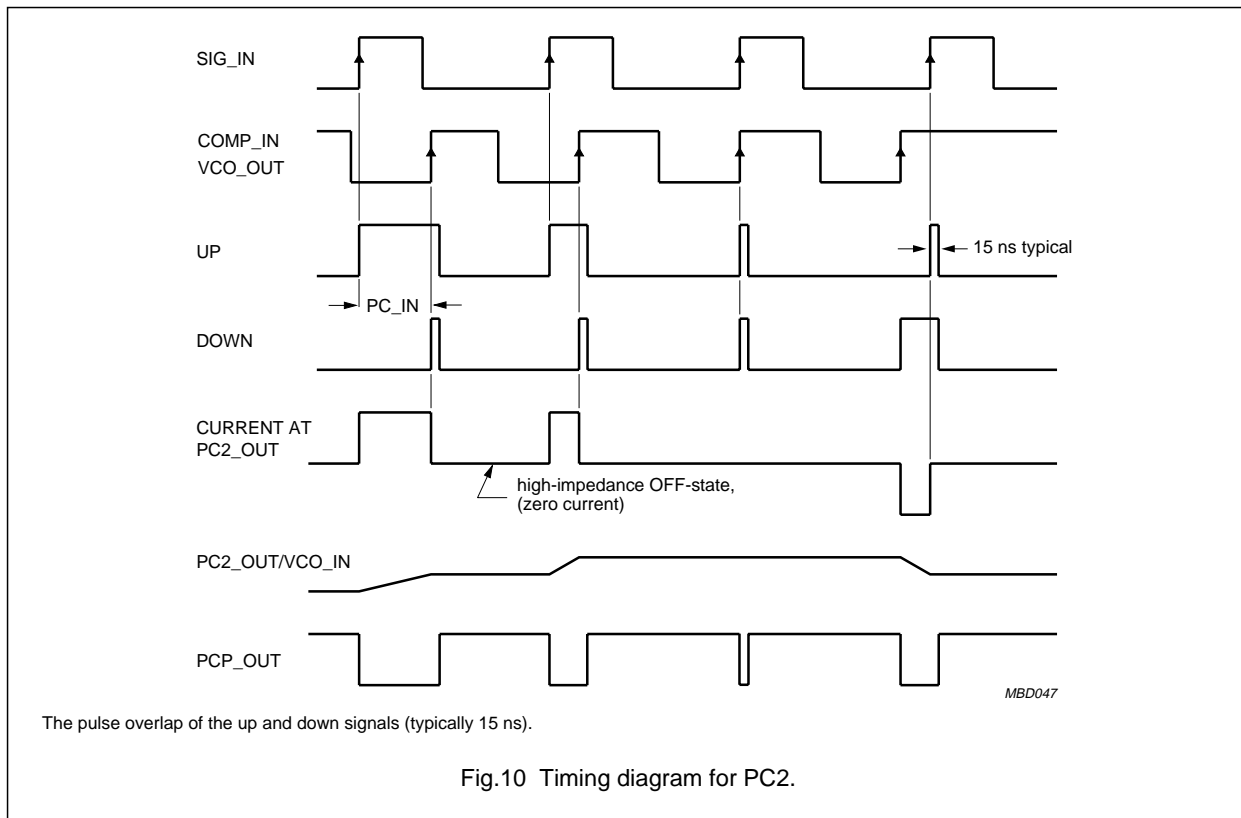 SIG_IN
COMP_IN
VCO_OUT
UP
15 ns typical
PC_IN
DOWN
CURRENT AT
PC2_OUT
high-impedance OFF-state,
(zero current)
PC2_OUT/VCO_IN
PCP_OUT
MBD047
The pulse overlap of the up and down signals (typically 15 ns).
Fig.10 Timing diagram for PC2.